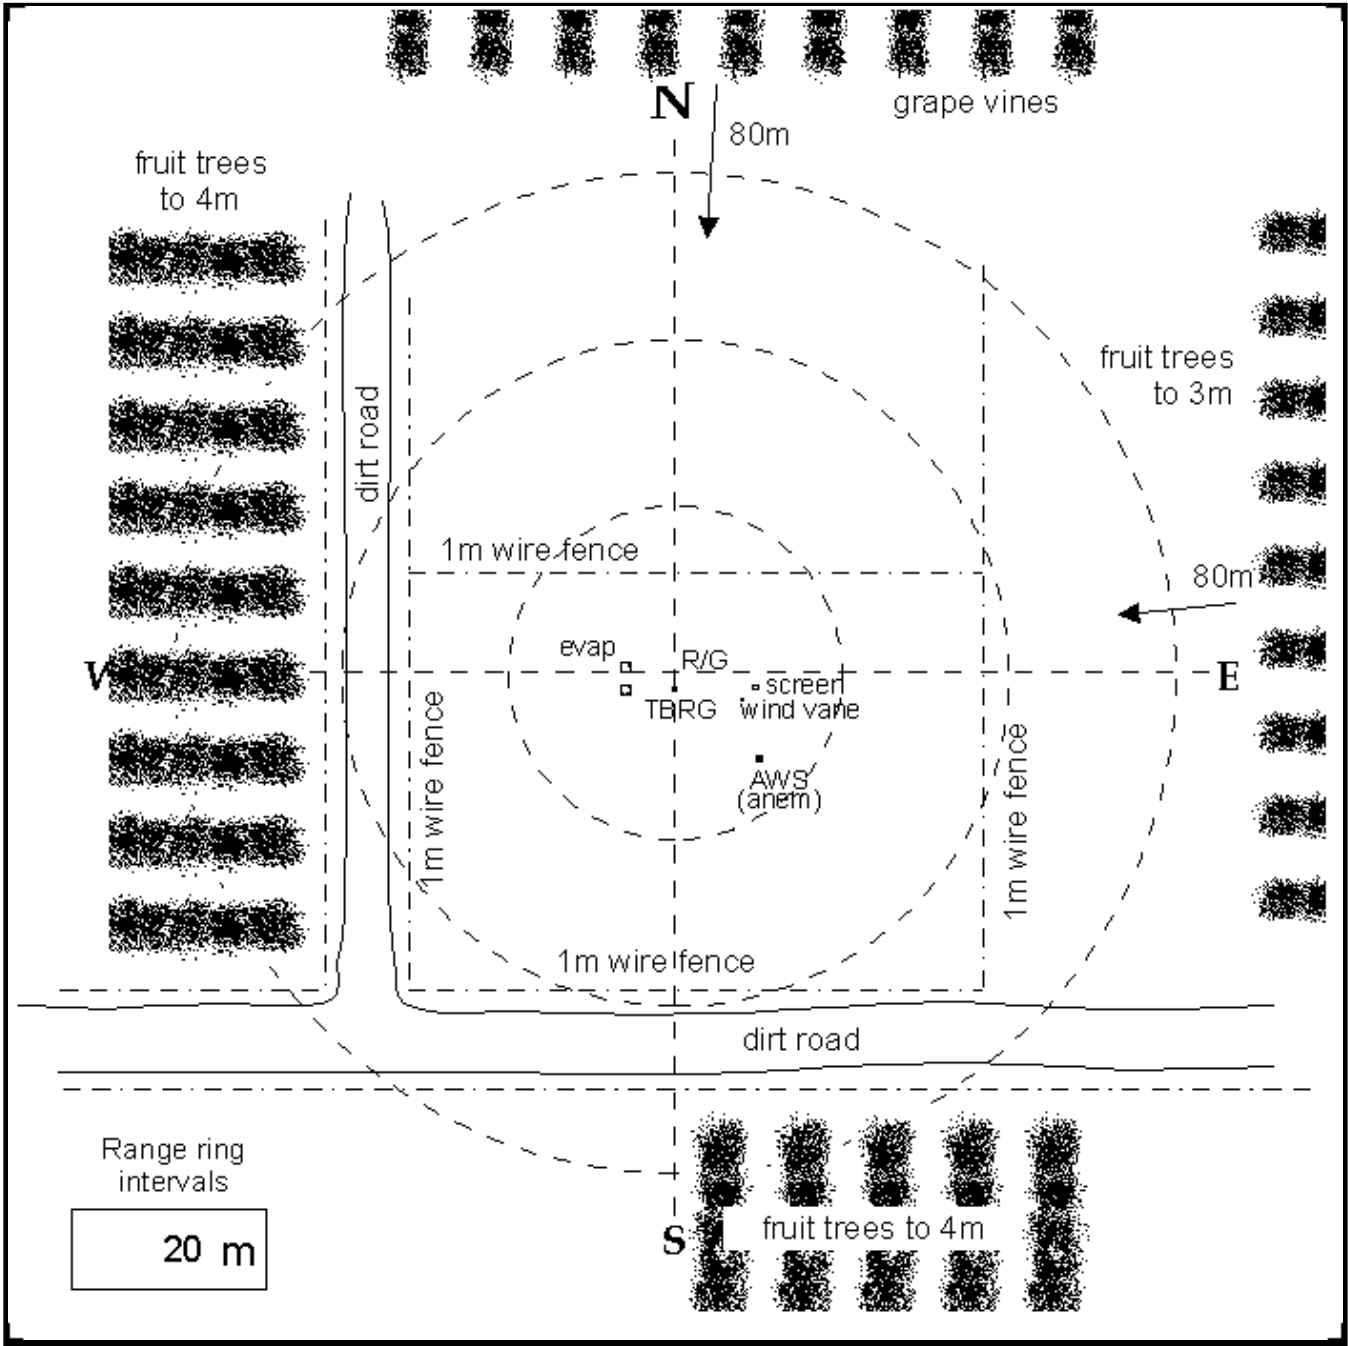 N
grape vines
80m
fruit trees
to 4m
fruit trees
to 3m
dirt road
1m wire fence
80m
evap
R/G
W
E
screen
TBRG
wind vane
AWS
(anem)
1m wire fence
1m wire fence
1m wire fence
dirt road
Range ring
intervals
20 m
S
fruit trees to 4m